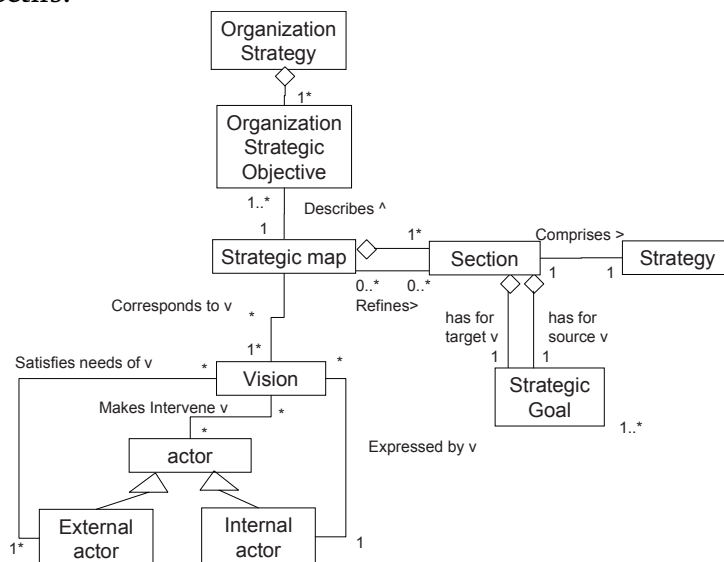 Organization
Strategy
1*
Organization
Strategic
Objective
1..*
Describes ^
1
1*
Comprises >
Strategic map
Section
Strategy
0..*
0..*
1
1
Refines>
Corresponds to v
*
has for
target v
has for
source v
1*
*
1
1
Satisfies needs of v
*
Vision
Strategic
Goal
Makes Intervene v
*
*
1..*
Expressed by v
actor
External
actor
Internal
actor
1*
1